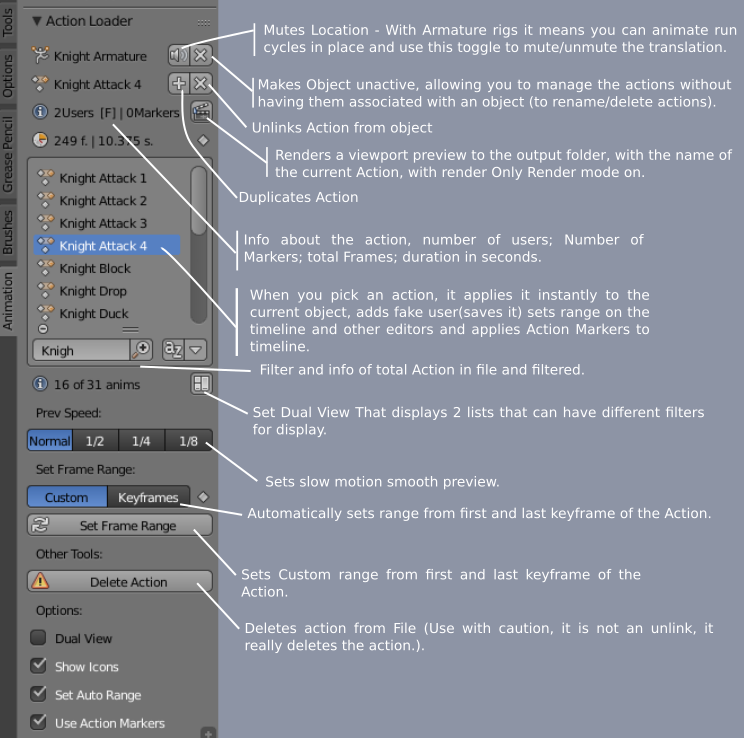 Tools
Options
Grease Pencil
Brushes
Animation
Action Loader
Knight Armature
Knight Attack 4
2Users [F] | 0Markers
249 f. | 10.375 s.
Knight Attack 1
Knight Attack 2
Knight Attack 3
Knight Attack 4
Knight Block
Knight Drop
Knight Duck
Knigh
az
16 of 31 anims
Prev Speed:
Normal 1/2 1/4 1/8
Set Frame Range:
Custom Keyframes
Set Frame Range
Other Tools:
Delete Action
Options:
Dual View
Show Icons
Set Auto Range
Use Action Markers
Mutes Location - With Armature rigs it means you can animate run
cycles in place and use this toggle to mute/unmute the translation.
Makes Object unactive, allowing you to manage the actions without
having them associated with an object (to rename/delete actions).
Unlinks Action from object
Renders a viewport preview to the output folder, with the name of
the current Action, with render Only Render mode on.
Duplicates Action
Info about the action, number of users; Number of
Markers; total Frames; duration in seconds.
When you pick an action, it applies it instantly to the
current object, adds fake user(saves it) sets range on the
timeline and other editors and applies Action Markers to
timeline.
Filter and info of total Action in file and filtered.
Set Dual View That displays 2 lists that can have different filters
for display.
Sets slow motion smooth preview.
Automatically sets range from first and last keyframe of the Action.
Sets Custom range from first and last keyframe of the
Action.
Deletes action from File (Use with caution, it is not an unlink, it
really deletes the action.).